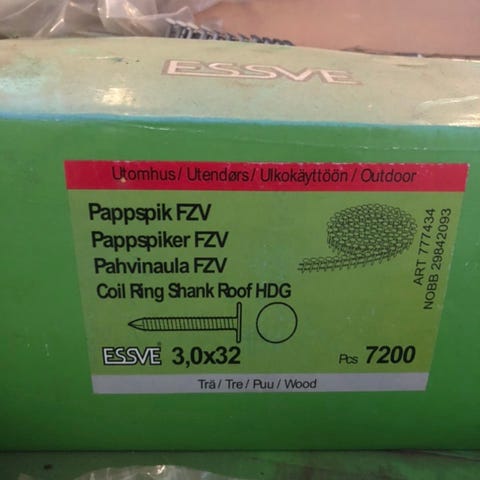 ESSVE
Utomhus / Utendørs / Ulkokäyttöön / Outdoor
Pappspik FZV
Pappspiker FZV
Pahvinaula FZV
Coil Ring Shank Roof HDG
ESSVE 3,0x32
Pcs 7200
Trä / Tre / Puu / Wood
ART 777434
NOBB 29842093